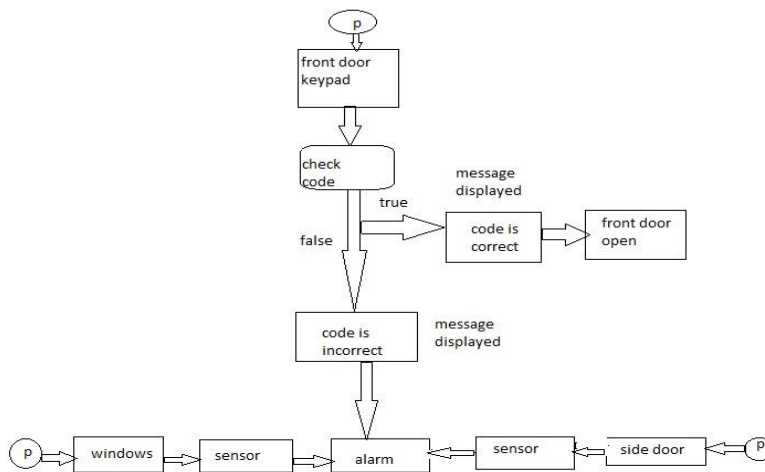 p
front door
keypad
check
code
true
false
message
displayed
code is
correct
front door
open
code is
incorrect
message
displayed
p
windows
sensor
alarm
sensor
side door
p